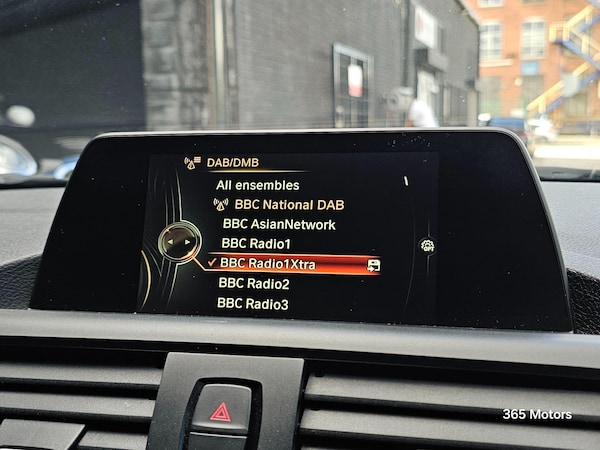 DAB/DMB
All ensembles
BBC National DAB
BBC AsianNetwork
BBC Radio1
BBC Radio1Xtra
BBC Radio2
BBC Radio3
OPT
365 Motors